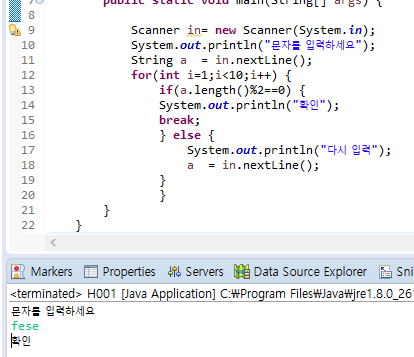 7 public static void main(String[] args) {
8
9 Scanner in= new Scanner(System.in);
10 System.out.println("문자를 입력하세요");
11 String a  = in.nextLine();
12 for(int i=1;i<10;i++) {
13 if(a.length()%2==0) {
14 System.out.println("확인");
15 break;
16 } else {
17 System.out.println("다시 입력");
18 a  = in.nextLine();
19 }
20 }
21 }
22 }
Markers Properties Servers Data Source Explorer Sni
<terminated> H001 [Java Application] C:\Program Files\Java\jre1.8.0_26
문자를 입력하세요
fese
확인